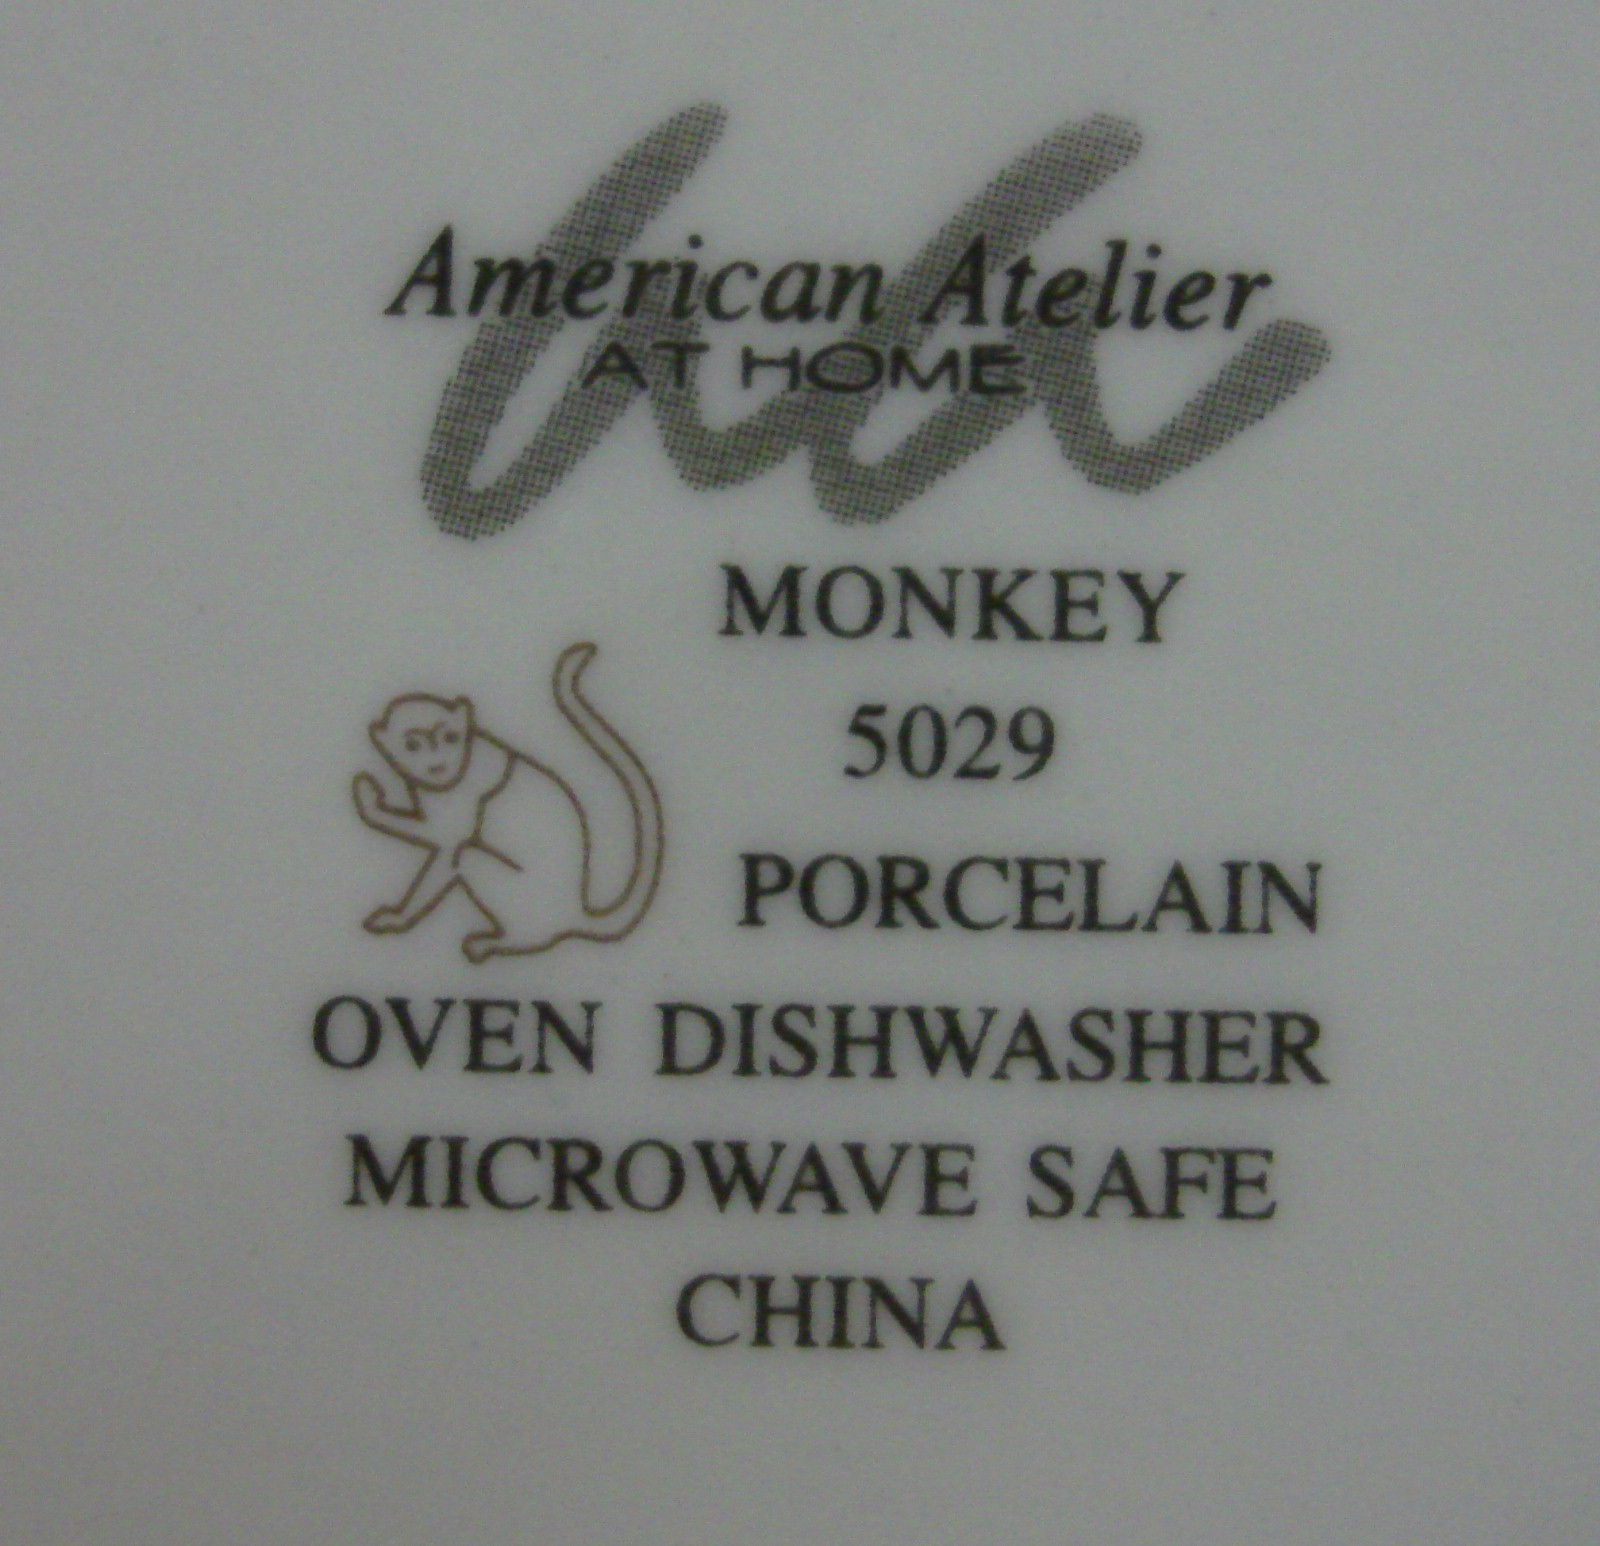 American Atelier
AT HOME
MONKEY
5029
PORCELAIN
OVEN DISHWASHER
MICROWAVE SAFE
CHINA